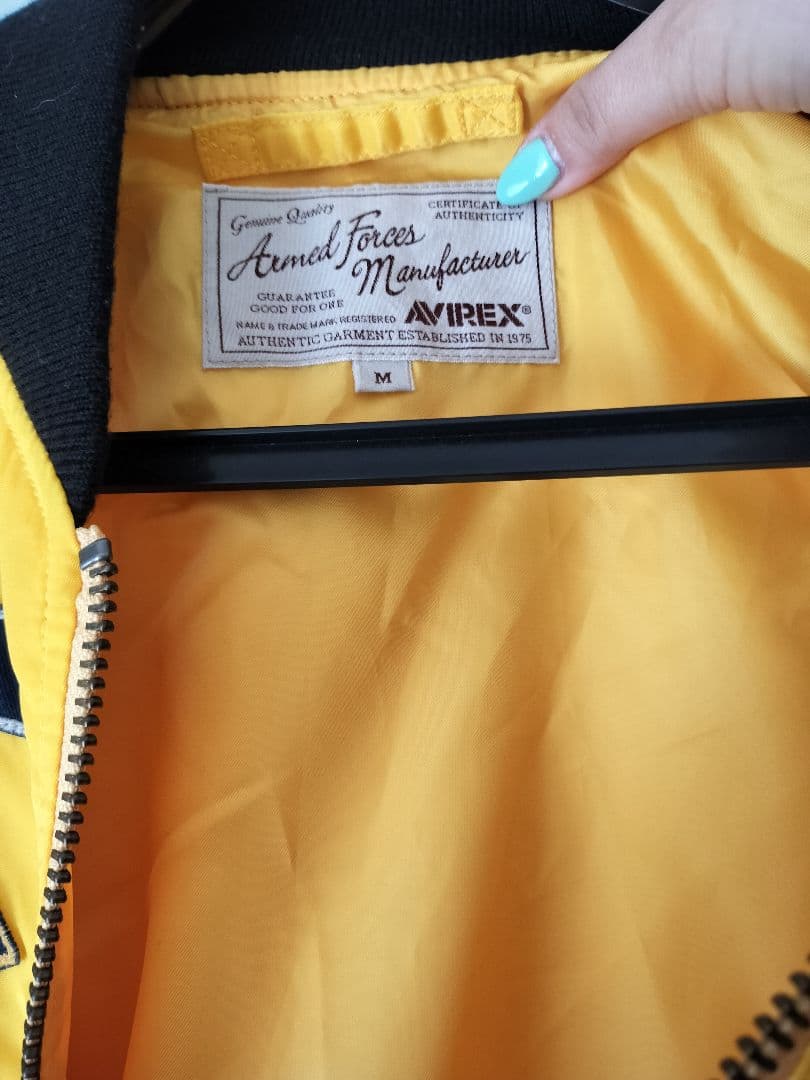 Genuine Quality
CERTIFICATE OF
AUTHENTICITY
Armed Forces
Manufacturer
GUARANTEE
GOOD FOR ONE
NAME & TRADE MARK REGISTERED
AVIREX®
AUTHENTIC GARMENT ESTABLISHED IN 1975
M